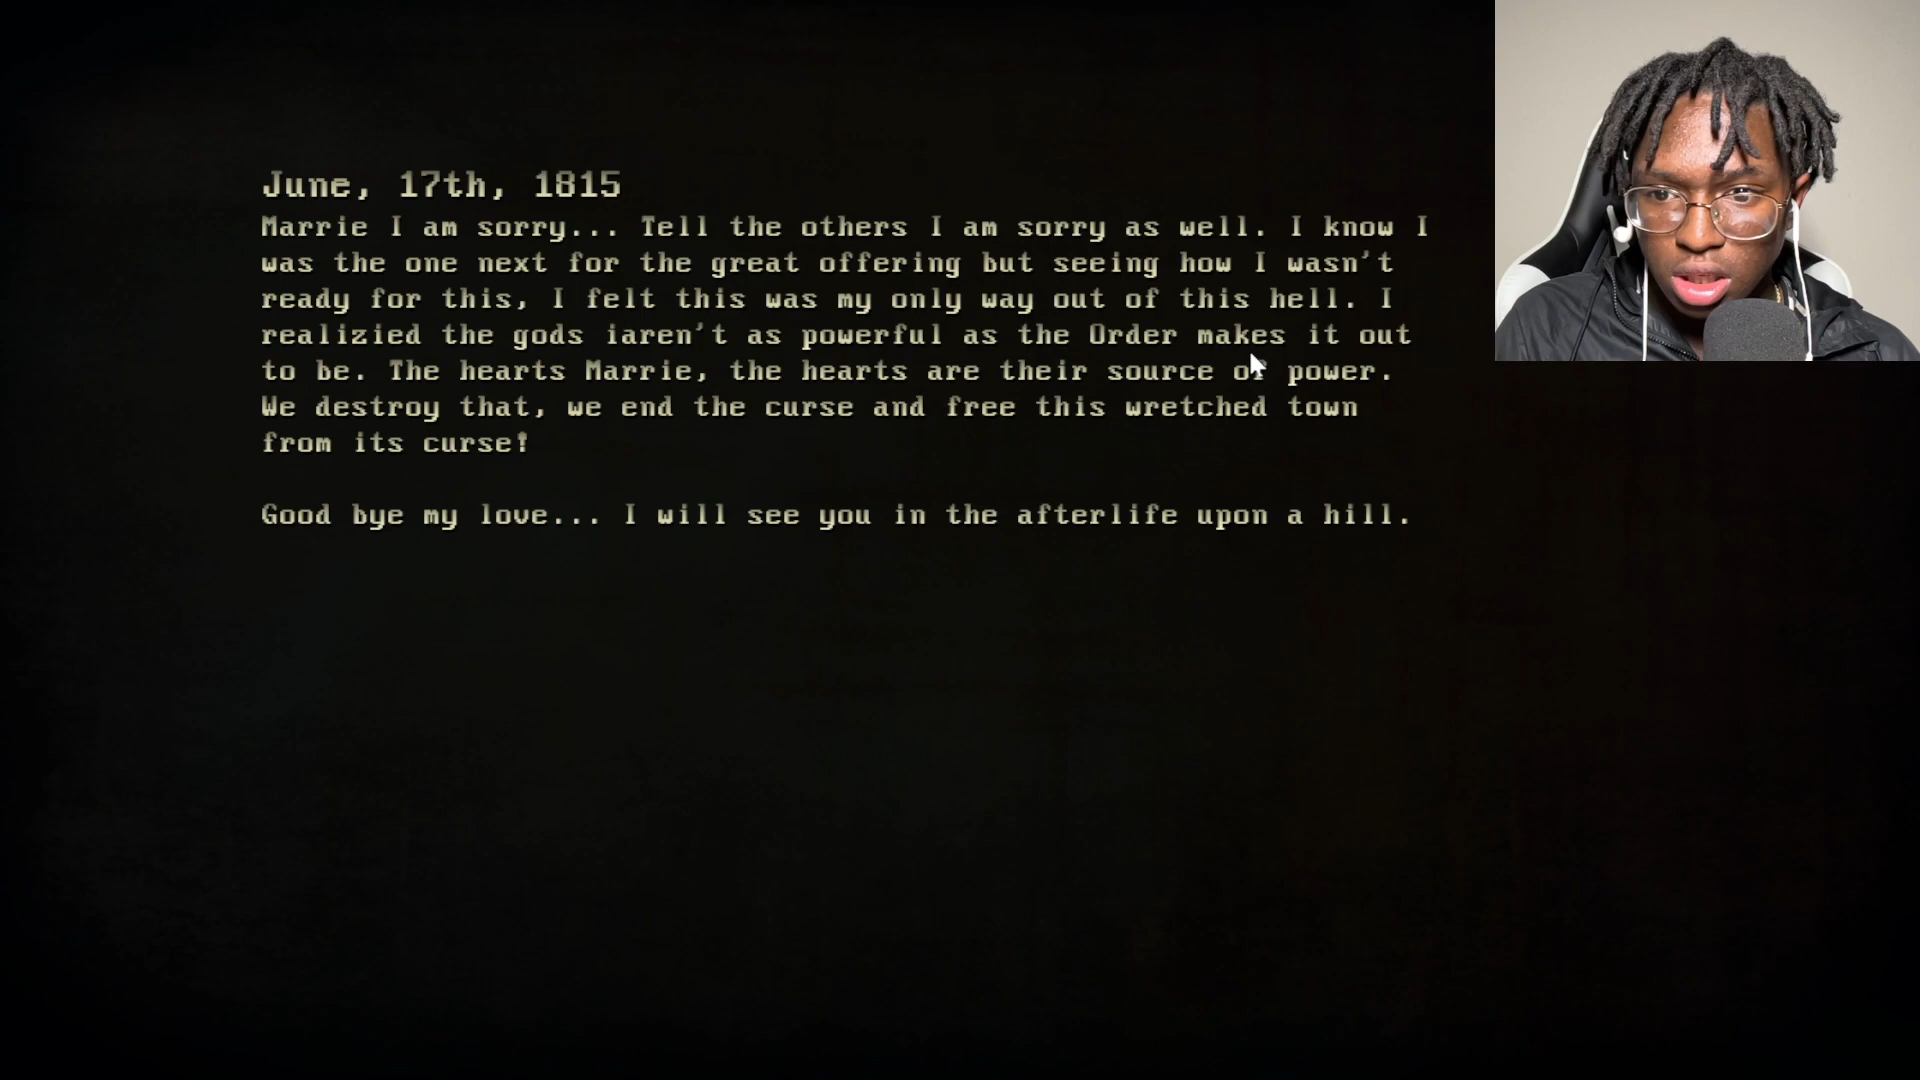 June, 17th, 1815
Marrie I am sorry... Tell the others I am sorry as well. I know I
was the one next for the great offering but seeing how I wasn't
ready for this, I felt this was my only way out of this hell. I
realizied the gods iaren't as powerful as the Order makes it out
to be. The hearts Marrie, the hearts are their source of power.
We destroy that, we end the curse and free this wretched town
from its curse!
Good bye my love... I will see you in the afterlife upon a hill.